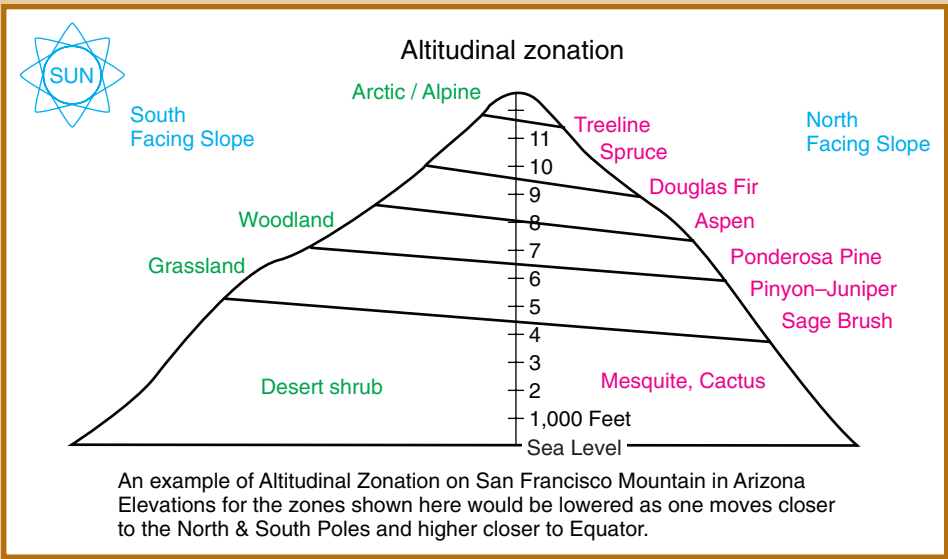 Altitudinal zonation
SUN
South
Facing Slope
North
Facing Slope
Arctic / Alpine
Woodland
Grassland
Desert shrub
11
10
9
8
7
6
5
4
3
2
1,000 Feet
Sea Level
Treeline
Spruce
Douglas Fir
Aspen
Ponderosa Pine
Pinyon–Juniper
Sage Brush
Mesquite, Cactus
An example of Altitudinal Zonation on San Francisco Mountain in Arizona
Elevations for the zones shown here would be lowered as one moves closer
to the North & South Poles and higher closer to Equator.